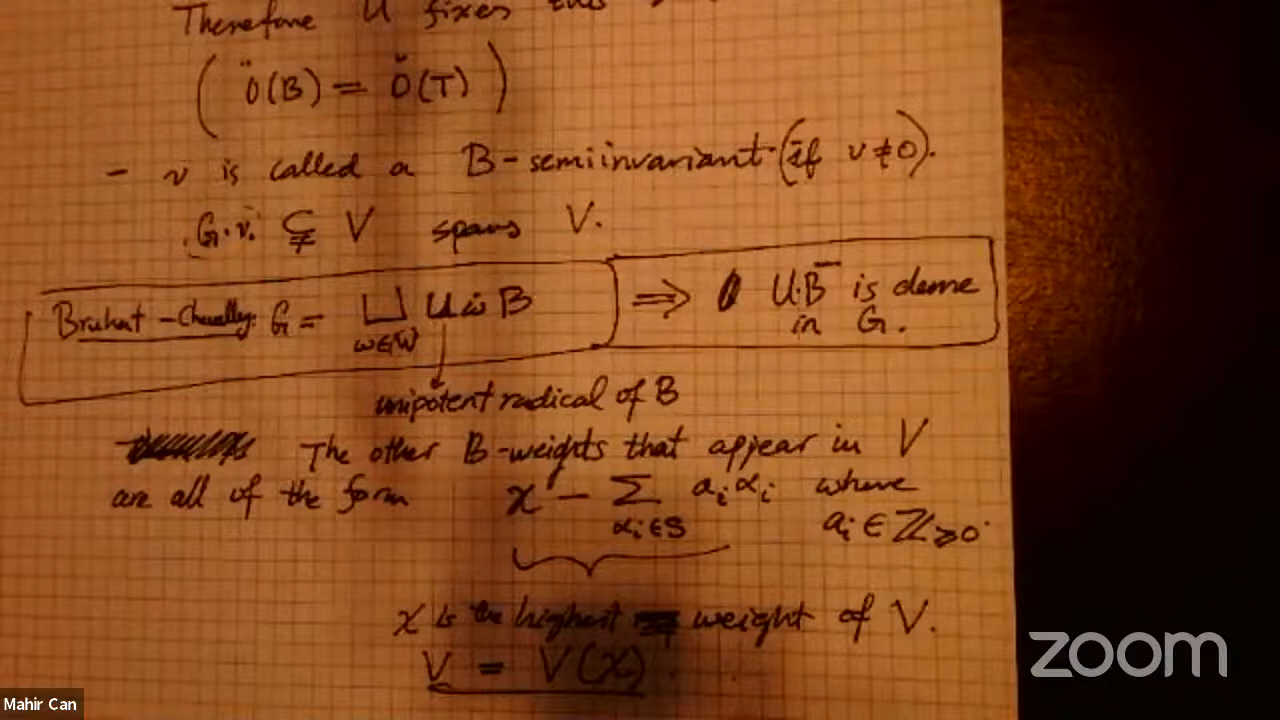 Therefore U fixes this
( Ö(B) = Ö(T) )
- v is called a B-semiinvariant (if v≠0).
G·v ⊊ V spans V.
Bruhat-Chevalley: G = ⊔ U ẇ B ⟹ U·B⁻ is dense
w∈W in G.
unipotent radical of B
The other B-weights that appear in V
are all of the form χ - Σ aᵢαᵢ where
αᵢ∈S aᵢ∈ℤ≥0.
χ is the highest weight of V.
V = V(χ).
Mahir Can
zoom